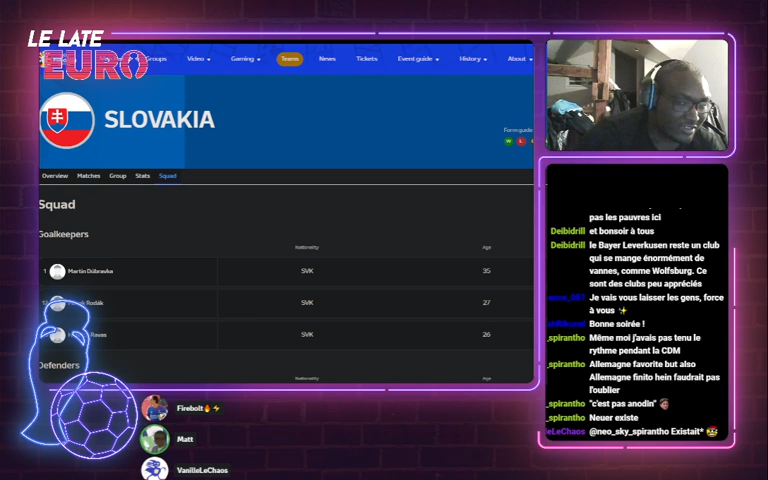 LE LATE
EURO
Groups
Video
Gaming
Teams
News
Tickets
Event guide
History
About
SLOVAKIA
Form guide
W
L
Overview
Matches
Group
Stats
Squad
Squad
Goalkeepers
Nationality
Age
1
Martin Dúbravka
SVK
35
Rodák
SVK
27
Ravas
SVK
26
Defenders
Nationality
Age
pas les pauvres ici
Deibidrill et bonsoir à tous
Deibidrill le Bayer Leverkusen reste un club
qui se mange énormément de
vannes, comme Wolfsburg. Ce
sont des clubs peu appréciés
Je vais vous laisser les gens, force
à vous
Bonne soirée !
_spirantho Même moi j'avais pas tenu le
rythme pendant la CDM
_spirantho Allemagne favorite but also
Allemagne finito hein faudrait pas
l'oublier
_spirantho "c'est pas anodin"
_spirantho Neuer existe
leLeChaos @neo_sky_spirantho Existait*
Firebolt
Matt
VanilleLeChaos